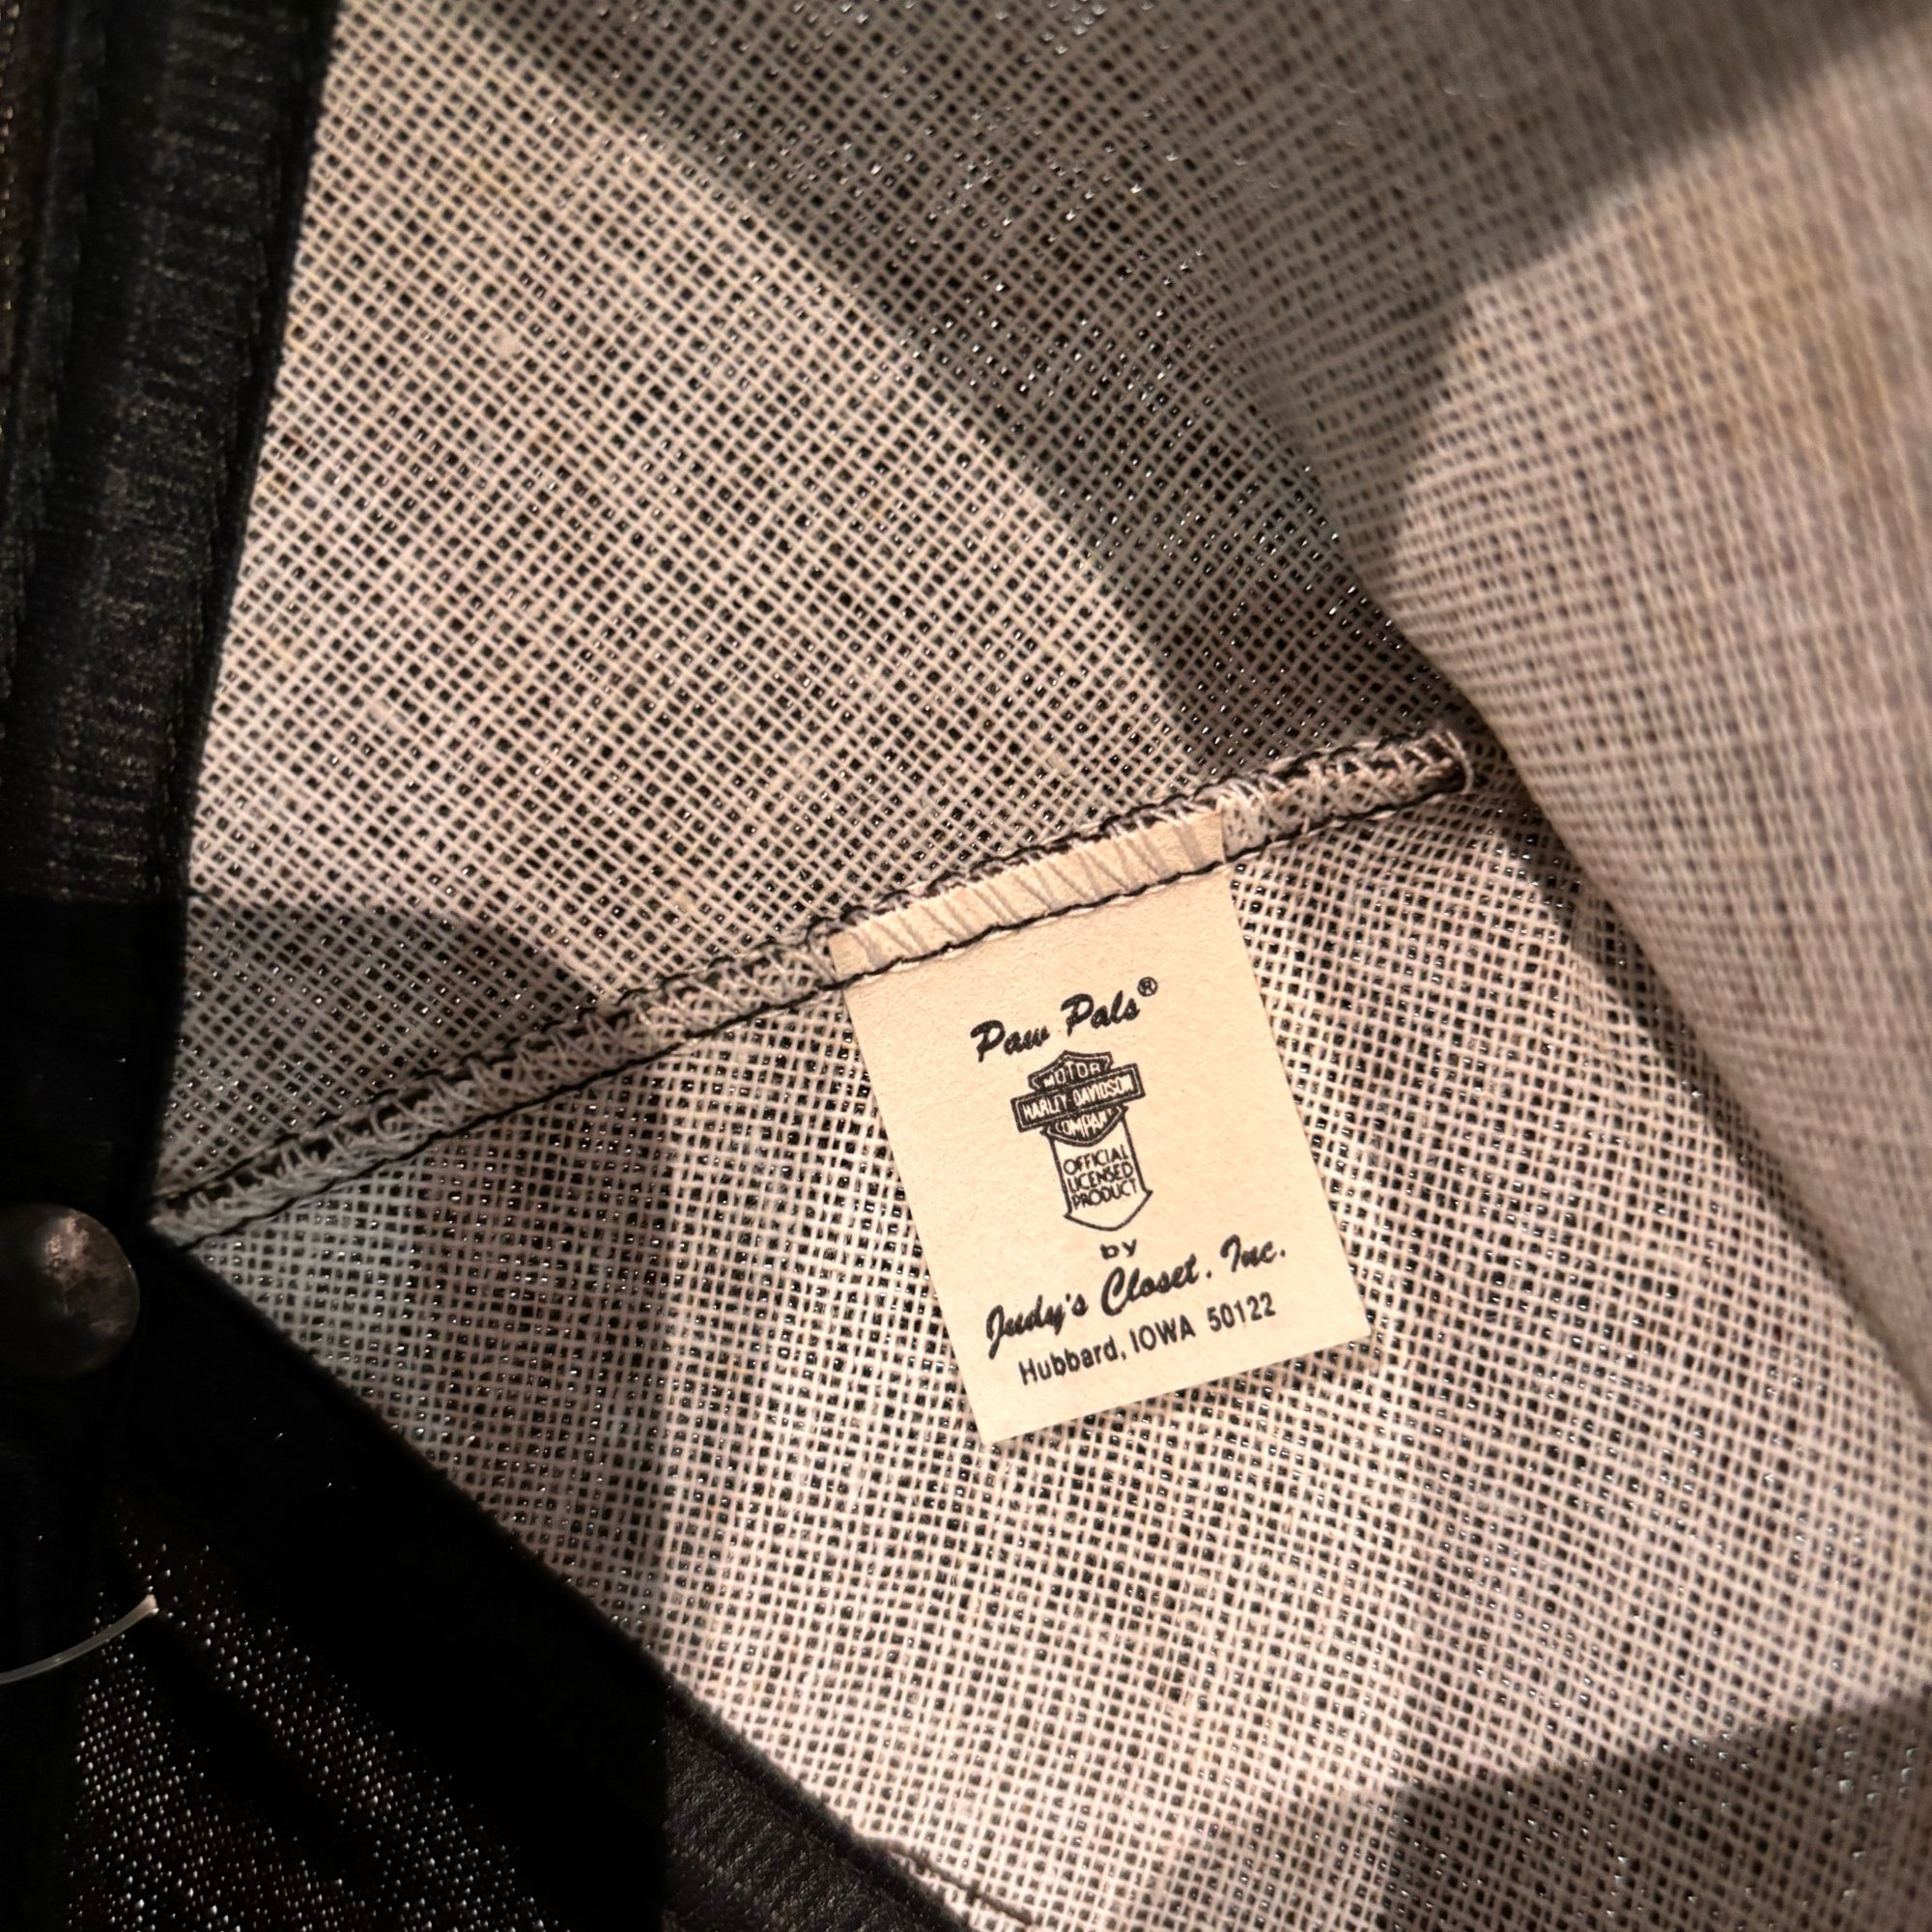 Paw Pals®
MOTOR
HARLEY-DAVIDSON
COMPANY
OFFICIAL
LICENSED
PRODUCT
by
Judy's Closet, Inc.
Hubbard, IOWA 50122